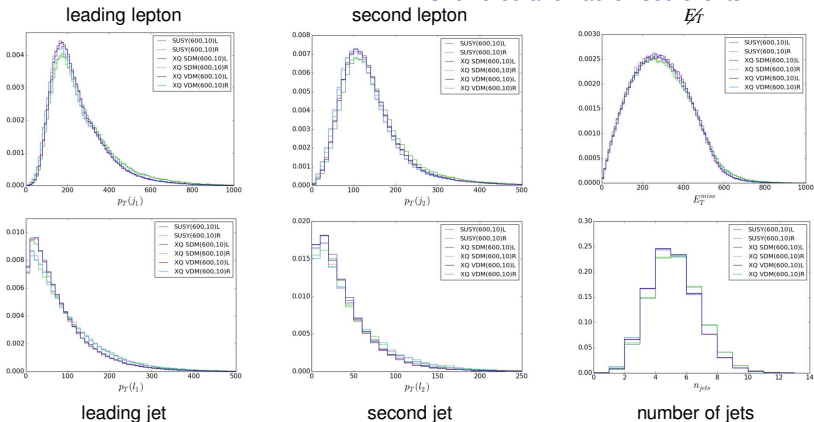 leading lepton
second lepton
E̸T
SUSY(600,10)L
SUSY(600,10)R
XQ SDM(600,10)L
XQ SDM(600,10)R
XQ VDM(600,10)L
XQ VDM(600,10)R
0.004
0.003
0.002
0.001
0.000
0 200 400 600 800 1000
pT(j1)
SUSY(600,10)L
SUSY(600,10)R
XQ SDM(600,10)L
XQ SDM(600,10)R
XQ VDM(600,10)L
XQ VDM(600,10)R
0.008
0.007
0.006
0.005
0.004
0.003
0.002
0.001
0.000
0 100 200 300 400 500
pT(j2)
SUSY(600,10)L
SUSY(600,10)R
XQ SDM(600,10)L
XQ SDM(600,10)R
XQ VDM(600,10)L
XQ VDM(600,10)R
0.0030
0.0025
0.0020
0.0015
0.0010
0.0005
0.0000
0 200 400 600 800 1000
ETmiss
SUSY(600,10)L
SUSY(600,10)R
XQ SDM(600,10)L
XQ SDM(600,10)R
XQ VDM(600,10)L
XQ VDM(600,10)R
0.010
0.008
0.006
0.004
0.002
0.000
0 100 200 300 400 500
pT(l1)
SUSY(600,10)L
SUSY(600,10)R
XQ SDM(600,10)L
XQ SDM(600,10)R
XQ VDM(600,10)L
XQ VDM(600,10)R
0.020
0.015
0.010
0.005
0.000
0 50 100 150 200 250
pT(l2)
SUSY(600,10)L
SUSY(600,10)R
XQ SDM(600,10)L
XQ SDM(600,10)R
XQ VDM(600,10)L
XQ VDM(600,10)R
0.30
0.25
0.20
0.15
0.10
0.05
0.00
0 2 4 6 8 10 12 14
njets
leading jet
second jet
number of jets